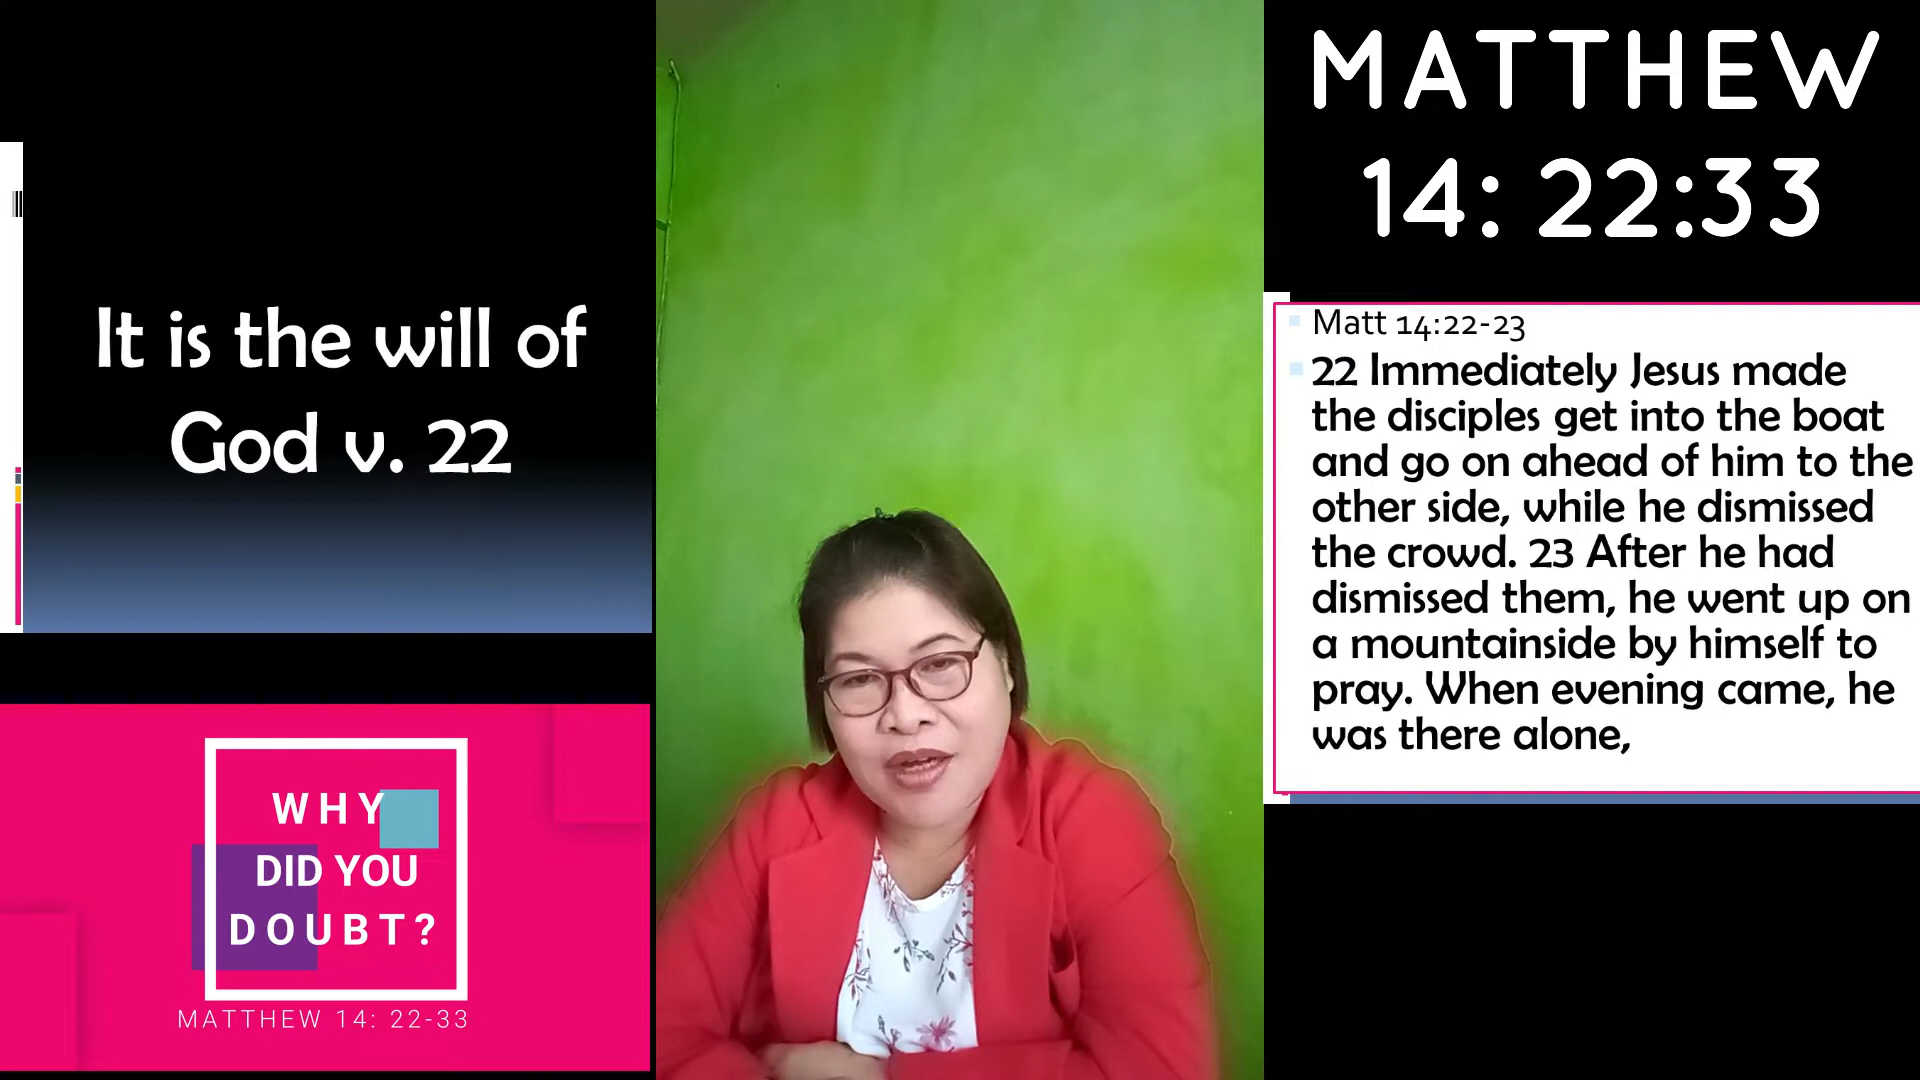 It is the will of
God v. 22
WHY
DID YOU
DOUBT?
MATTHEW 14: 22-33
MATTHEW
14: 22:33
Matt 14:22-23
22 Immediately Jesus made
the disciples get into the boat
and go on ahead of him to the
other side, while he dismissed
the crowd. 23 After he had
dismissed them, he went up on
a mountainside by himself to
pray. When evening came, he
was there alone,